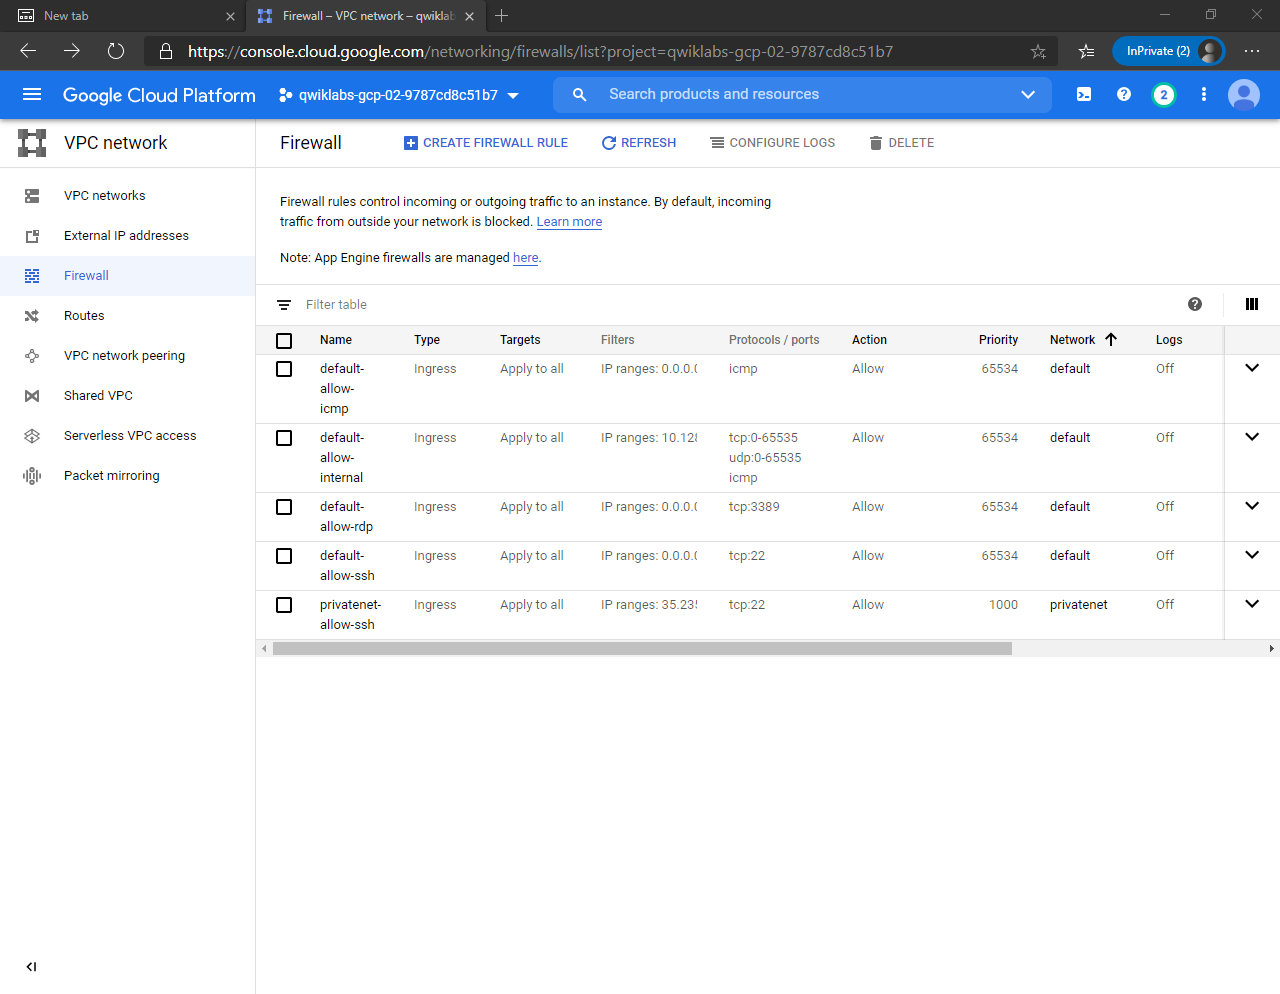 New tab
Firewall – VPC network – qwiklab
https://console.cloud.google.com/networking/firewalls/list?project=qwiklabs-gcp-02-9787cd8c51b7
InPrivate (2)
Google Cloud Platform
qwiklabs-gcp-02-9787cd8c51b7
Search products and resources
2
VPC network
VPC networks
External IP addresses
Firewall
Routes
VPC network peering
Shared VPC
Serverless VPC access
Packet mirroring
Firewall
CREATE FIREWALL RULE
REFRESH
CONFIGURE LOGS
DELETE
Firewall rules control incoming or outgoing traffic to an instance. By default, incoming
traffic from outside your network is blocked. Learn more
Note: App Engine firewalls are managed here.
Filter table
Name Type Targets Filters Protocols / ports Action Priority Network Logs
default- Ingress Apply to all IP ranges: 0.0.0.0 icmp Allow 65534 default Off
allow-
icmp
default- Ingress Apply to all IP ranges: 10.128 tcp:0-65535 Allow 65534 default Off
allow- udp:0-65535
internal icmp
default- Ingress Apply to all IP ranges: 0.0.0.0 tcp:3389 Allow 65534 default Off
allow-rdp
default- Ingress Apply to all IP ranges: 0.0.0.0 tcp:22 Allow 65534 default Off
allow-ssh
privatenet- Ingress Apply to all IP ranges: 35.235 tcp:22 Allow 1000 privatenet Off
allow-ssh